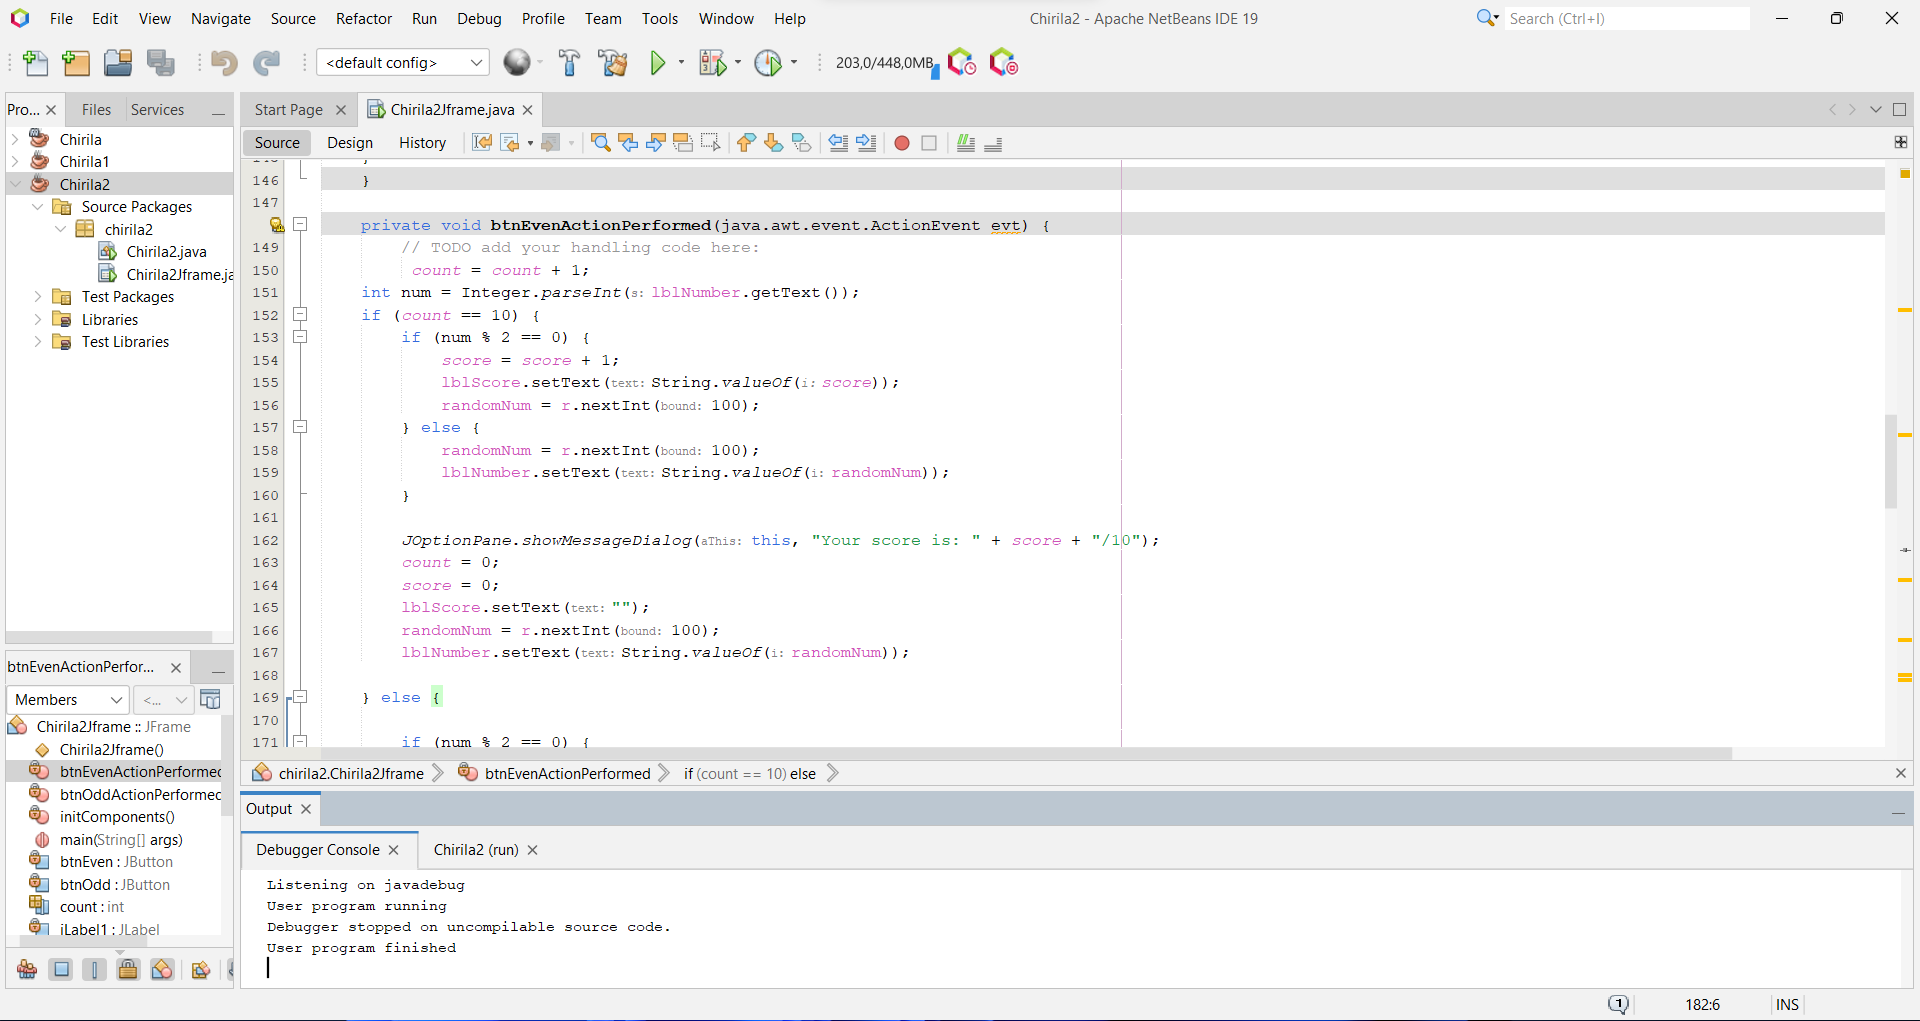 File Edit View Navigate Source Refactor Run Debug Profile Team Tools Window Help
Chirila2 - Apache NetBeans IDE 19
Search (Ctrl+I)
<default config>
203,0/448,0MB
Pro...
Files
Services
Chirila
Chirila1
Chirila2
Source Packages
chirila2
Chirila2.java
Chirila2Jframe.ja
Test Packages
Libraries
Test Libraries
Start Page
Chirila2Jframe.java
Source Design History
146 }
147
private void btnEvenActionPerformed(java.awt.event.ActionEvent evt) {
149 // TODO add your handling code here:
150 count = count + 1;
151 int num = Integer.parseInt(s: lblNumber.getText());
152 if (count == 10) {
153 if (num % 2 == 0) {
154 score = score + 1;
155 lblScore.setText(text: String.valueOf(i: score));
156 randomNum = r.nextInt(bound: 100);
157 } else {
158 randomNum = r.nextInt(bound: 100);
159 lblNumber.setText(text: String.valueOf(i: randomNum));
160 }
161
162 JOptionPane.showMessageDialog(aThis: this, "Your score is: " + score + "/10");
163 count = 0;
164 score = 0;
165 lblScore.setText(text: "");
166 randomNum = r.nextInt(bound: 100);
167 lblNumber.setText(text: String.valueOf(i: randomNum));
168
169 } else {
170
171 if (num % 2 == 0) {
chirila2.Chirila2Jframe
btnEvenActionPerformed
if (count == 10) else
btnEvenActionPerfor...
Members
<...
Chirila2Jframe :: JFrame
Chirila2Jframe()
btnEvenActionPerformed
btnOddActionPerformed
initComponents()
main(String[] args)
btnEven : JButton
btnOdd : JButton
count : int
jLabel1 : JLabel
Output
Debugger Console
Chirila2 (run)
Listening on javadebug
User program running
Debugger stopped on uncompilable source code.
User program finished
1
182:6
INS